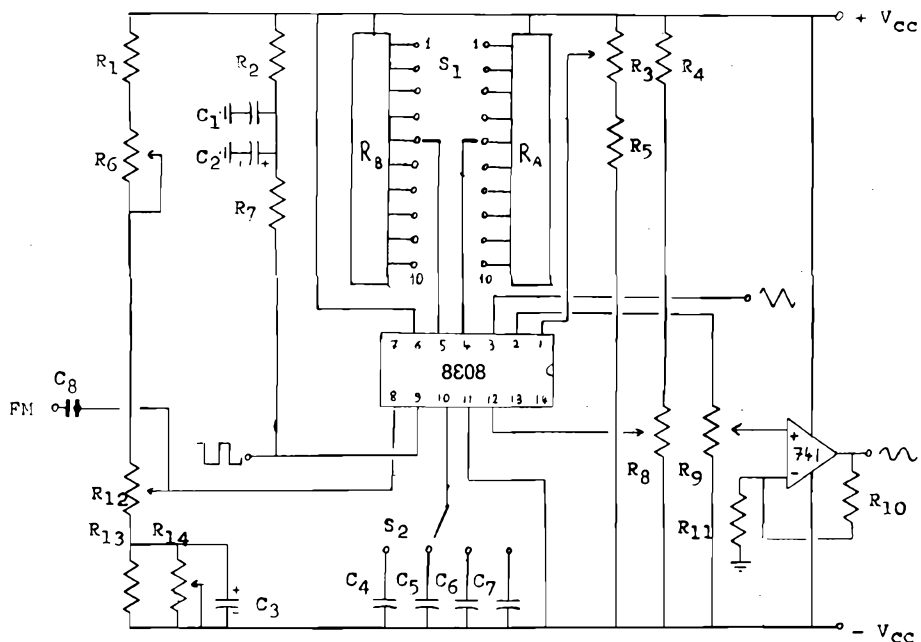 + Vcc
R1
R2
1
S1
1
R3
R4
C1
C2
R6
RB
RA
R5
R7
10
10
7 6 5 4 3 2 1
8038
8 9 10 11 12 13 14
C8
FM
R12
R8
R9
+
741
-
R10
R11
R13
R14
S2
C3
+
-
C4
C5
C6
C7
- Vcc